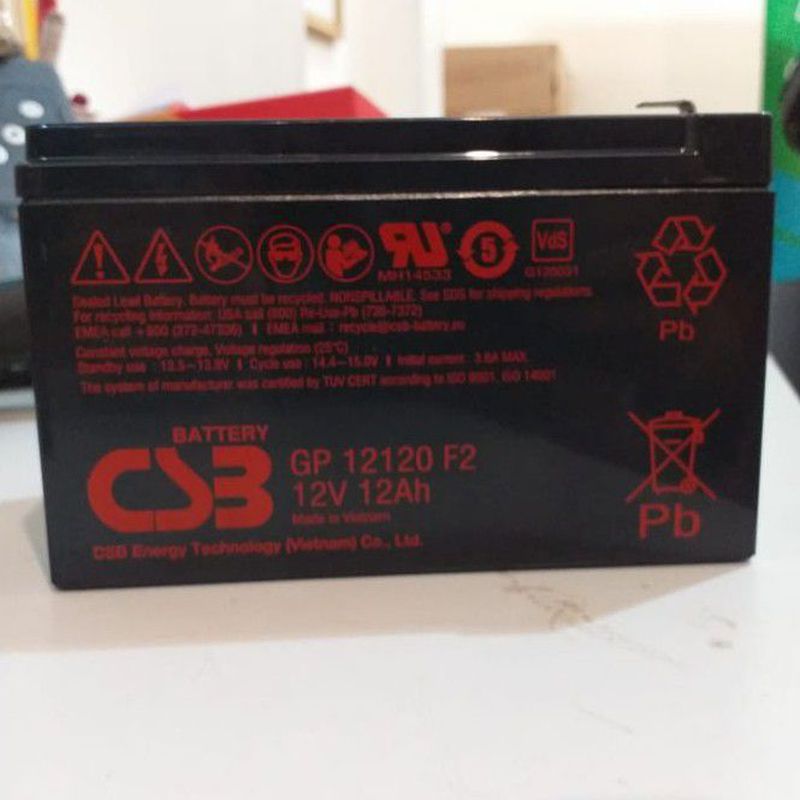 MH14533
5
VdS
G135031
Sealed Lead Battery. Battery must be recycled. NONSPILLABLE. See SDS for shipping regulations.
For recycling information: USA call (800) Re-Use-Pb (738-7372)
EMEA call + 800 (372-47336) I EMEA mail : recycle@csb-battery.eu
Constant voltage charge, Voltage regulation (25°C)
Standby use : 13.5~13.8V I Cycle use : 14.4~15.0V I Initial current : 3.6A MAX.
The system of manufacturer was certified by TUV CERT according to ISO 9001, ISO 14001
Pb
BATTERY
CSB
GP 12120 F2
12V 12Ah
Made in Vietnam
CSB Energy Technology (Vietnam) Co., Ltd.
Pb